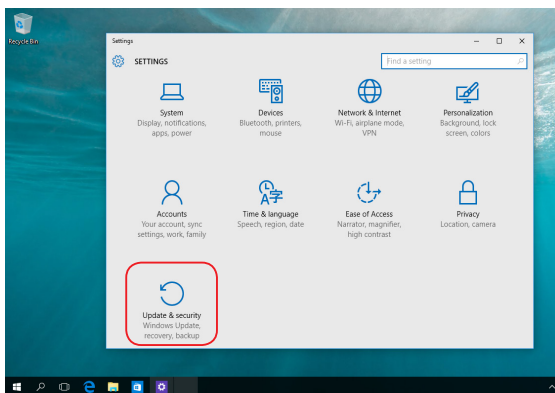 Recycle Bin
Settings
SETTINGS
Find a setting
System
Display, notifications,
apps, power
Devices
Bluetooth, printers,
mouse
Network & Internet
Wi-Fi, airplane mode,
VPN
Personalization
Background, lock
screen, colors
Accounts
Your account, sync
settings, work, family
Time & language
Speech, region, date
Ease of Access
Narrator, magnifier,
high contrast
Privacy
Location, camera
Update & security
Windows Update,
recovery, backup